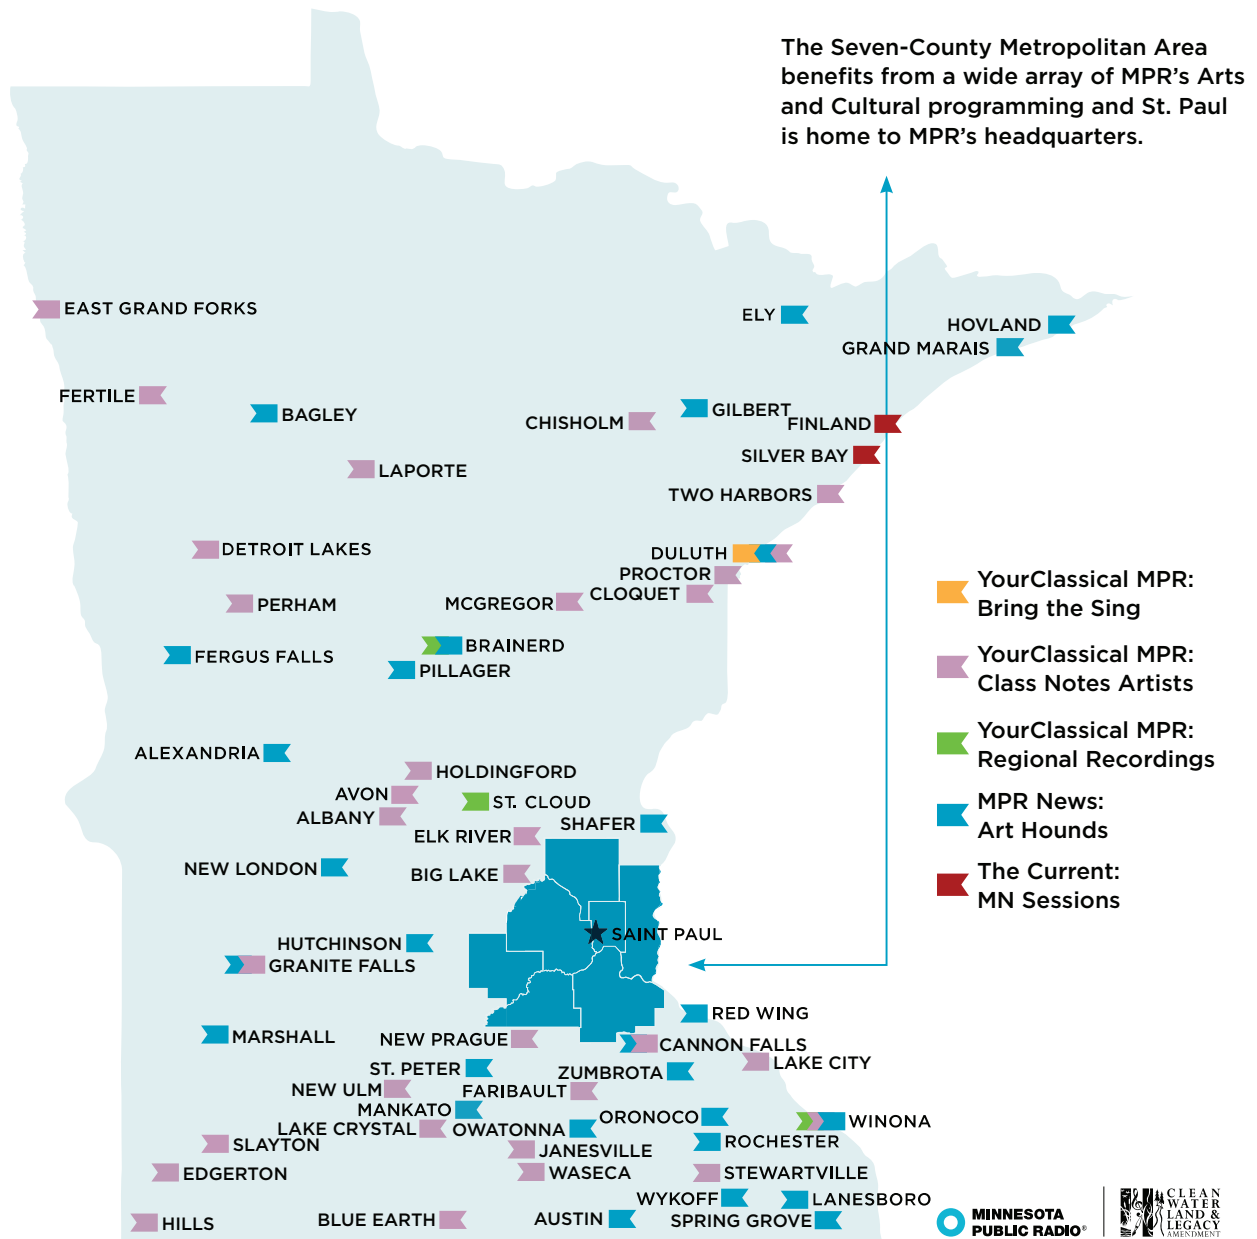 The Seven-County Metropolitan Area
benefits from a wide array of MPR's Arts
and Cultural programming and St. Paul
is home to MPR's headquarters.
EAST GRAND FORKS
ELY
HOVLAND
GRAND MARAIS
FERTILE
BAGLEY
CHISHOLM
GILBERT
FINLAND
SILVER BAY
LAPORTE
TWO HARBORS
DETROIT LAKES
DULUTH
PROCTOR
CLOQUET
PERHAM
MCGREGOR
BRAINERD
FERGUS FALLS
PILLAGER
ALEXANDRIA
HOLDINGFORD
AVON
ST. CLOUD
ALBANY
SHAFER
ELK RIVER
NEW LONDON
BIG LAKE
SAINT PAUL
HUTCHINSON
GRANITE FALLS
RED WING
MARSHALL
NEW PRAGUE
CANNON FALLS
LAKE CITY
ST. PETER
ZUMBROTA
NEW ULM
FARIBAULT
MANKATO
ORONOCO
WINONA
LAKE CRYSTAL
OWATONNA
ROCHESTER
SLAYTON
JANESVILLE
EDGERTON
WASECA
STEWARTVILLE
WYKOFF
LANESBORO
HILLS
BLUE EARTH
AUSTIN
SPRING GROVE
YourClassical MPR:
Bring the Sing
YourClassical MPR:
Class Notes Artists
YourClassical MPR:
Regional Recordings
MPR News:
Art Hounds
The Current:
MN Sessions
MINNESOTA
PUBLIC RADIO®
CLEAN
WATER
LAND &
LEGACY
AMENDMENT